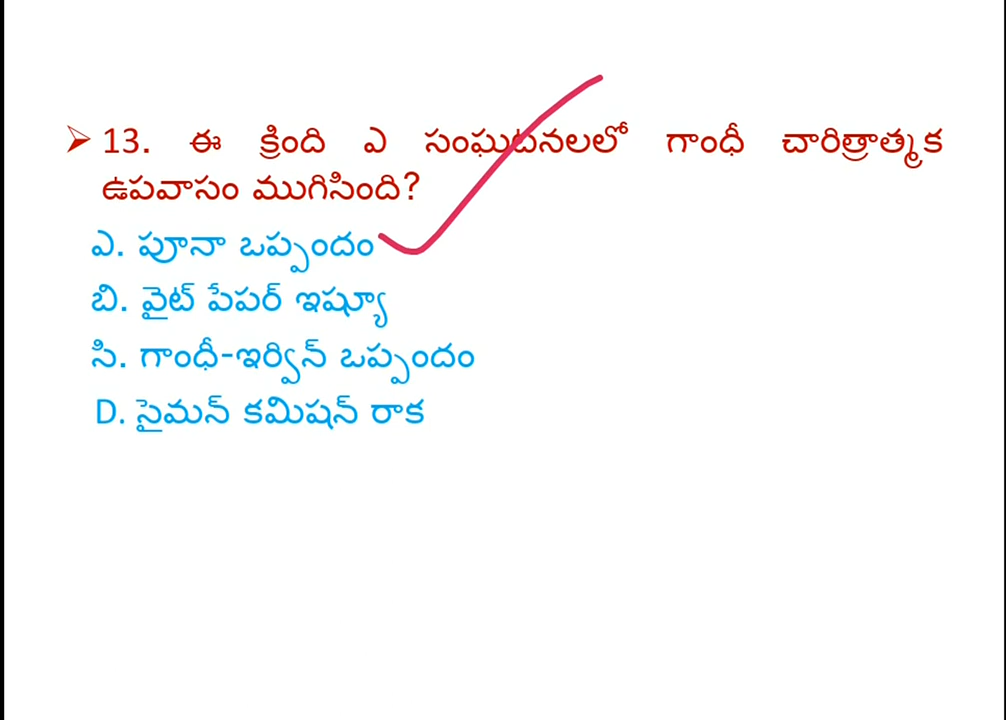 ➢ 13. ఈ క్రింది ఎ సంఘటనలలో గాంధీ చారిత్రాత్మక
ఉపవాసం ముగిసింది?
ఎ. పూనా ఒప్పందం
బి. వైట్ పేపర్ ఇష్యూ
సి. గాంధీ-ఇర్విన్ ఒప్పందం
D. సైమన్ కమిషన్ రాక